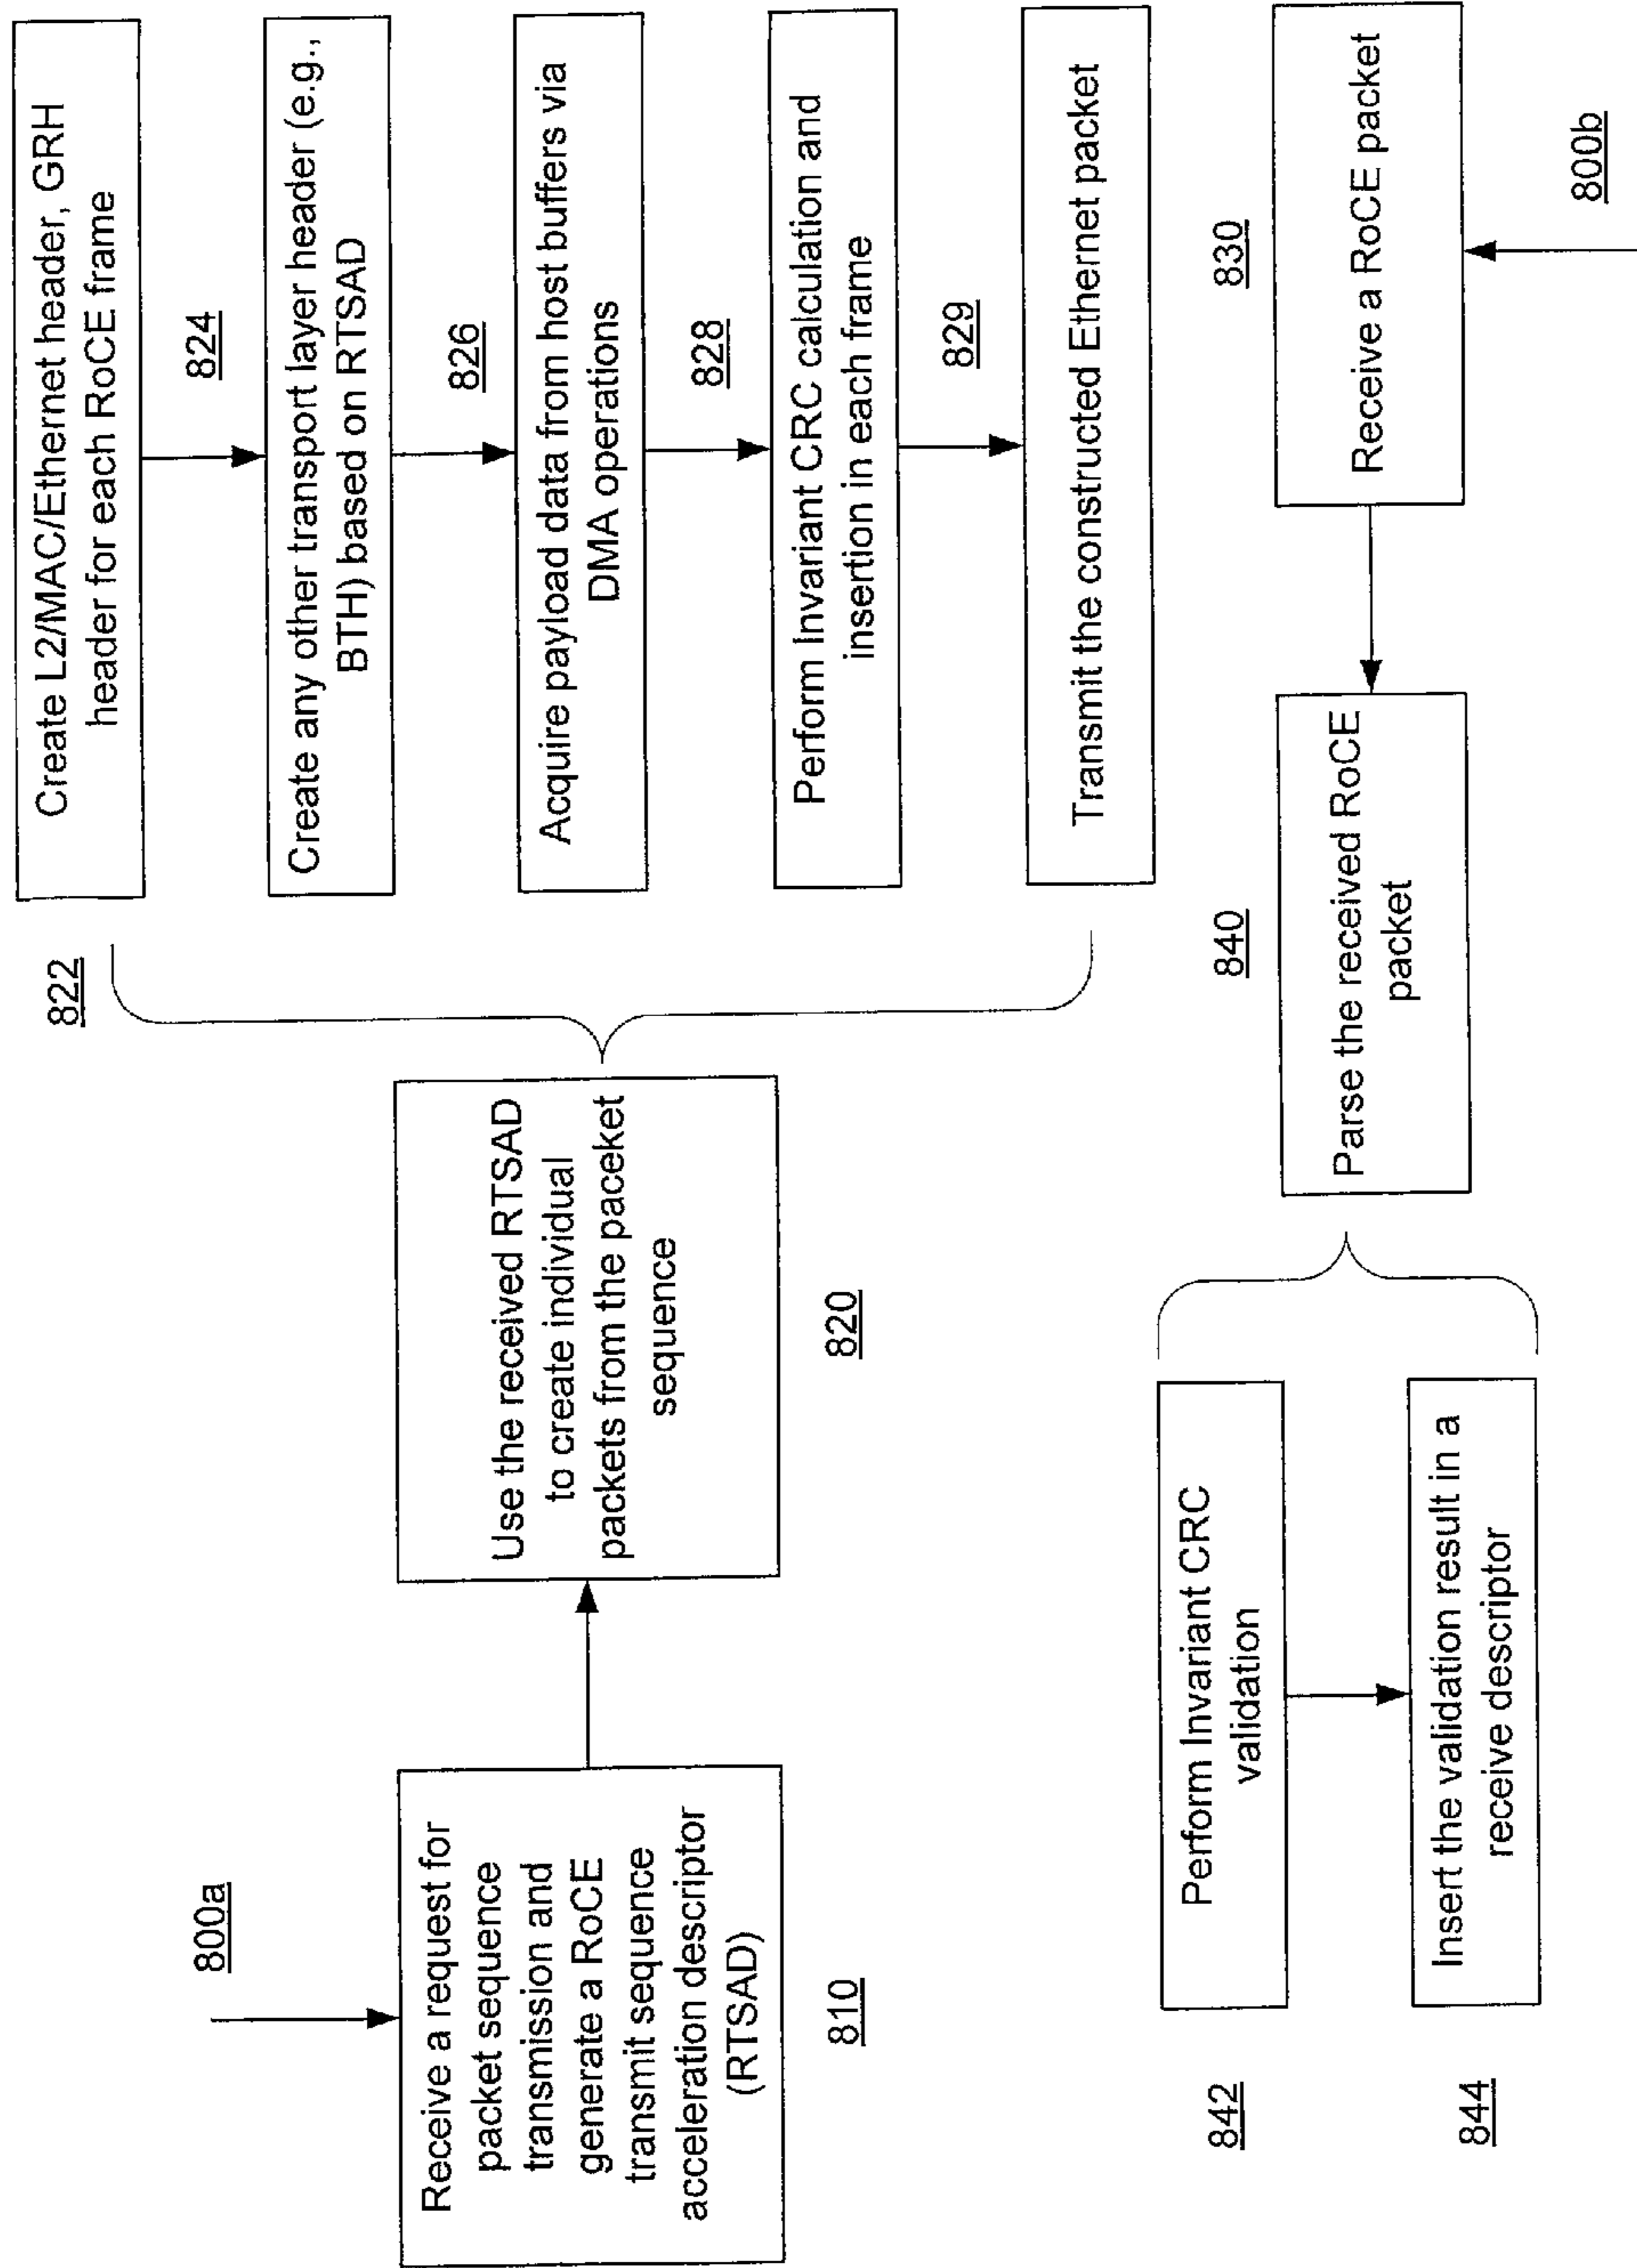 800a
Receive a request for
packet sequence
transmission and
generate a RoCE
transmit sequence
acceleration descriptor
(RTSAD)
810
Use the received RTSAD
to create individual
packets from the packet
sequence
820
822
Create L2/MAC/Ethernet header, GRH
header for each RoCE frame
824
Create any other transport layer header (e.g.,
BTH) based on RTSAD
826
Acquire payload data from host buffers via
DMA operations
828
Perform Invariant CRC calculation and
insertion in each frame
829
Transmit the constructed Ethernet packet
842
Perform Invariant CRC
validation
844
Insert the validation result in a
receive descriptor
840
Parse the received RoCE
packet
830
Receive a RoCE packet
800b